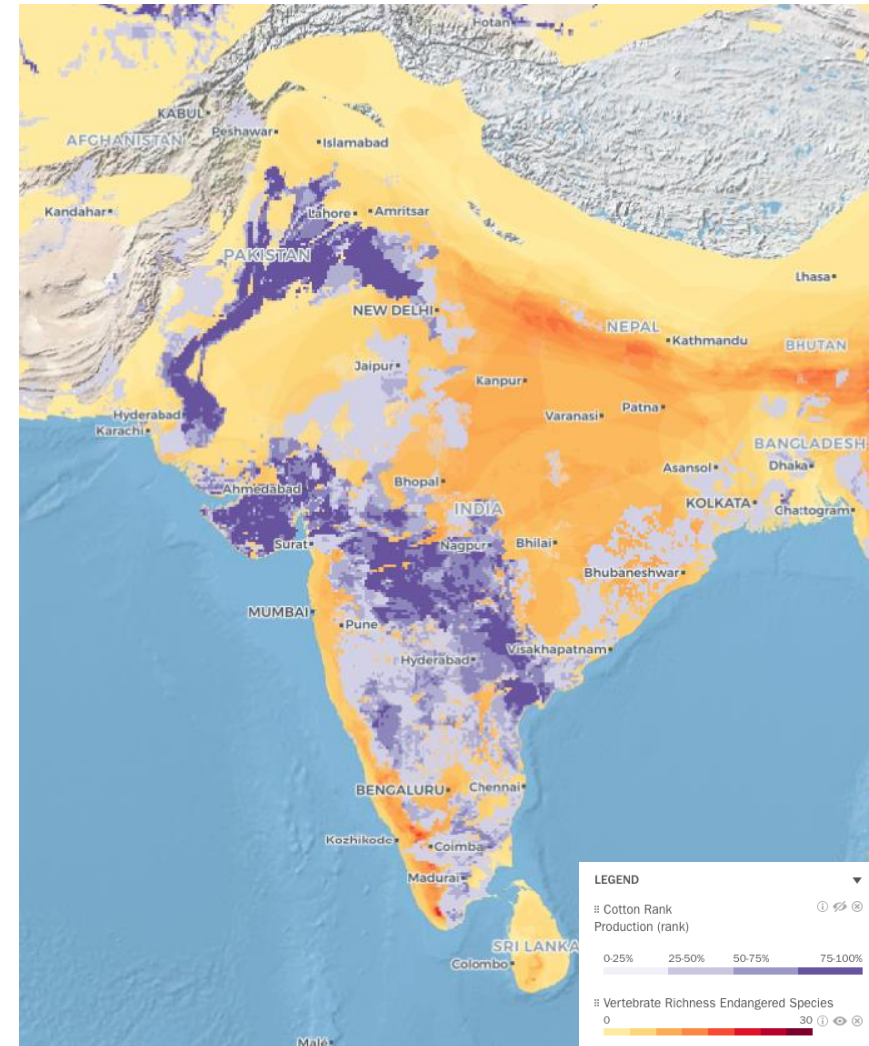 Hotan
KABUL
Peshawar
AFGHANISTAN
Islamabad
Kandahar
Lahore
Amritsar
PAKISTAN
Lhasa
NEW DELHI
NEPAL
Kathmandu
BHUTAN
Jaipur
Kanpur
Hyderabad
Varanasi
Patna
Karachi
BANGLADESH
Asansol
Dhaka
Ahmedabad
Bhopal
INDIA
KOLKATA
Chattogram
Surat
Nagpur
Bhilai
Bhubaneshwar
MUMBAI
Pune
Visakhapatnam
Hyderabad
BENGALURU
Chennai
Kozhikode
Coimba
Madurai
SRI LANKA
Colombo
Malé
LEGEND
Cotton Rank
Production (rank)
0-25% 25-50% 50-75% 75-100%
Vertebrate Richness Endangered Species
0 30